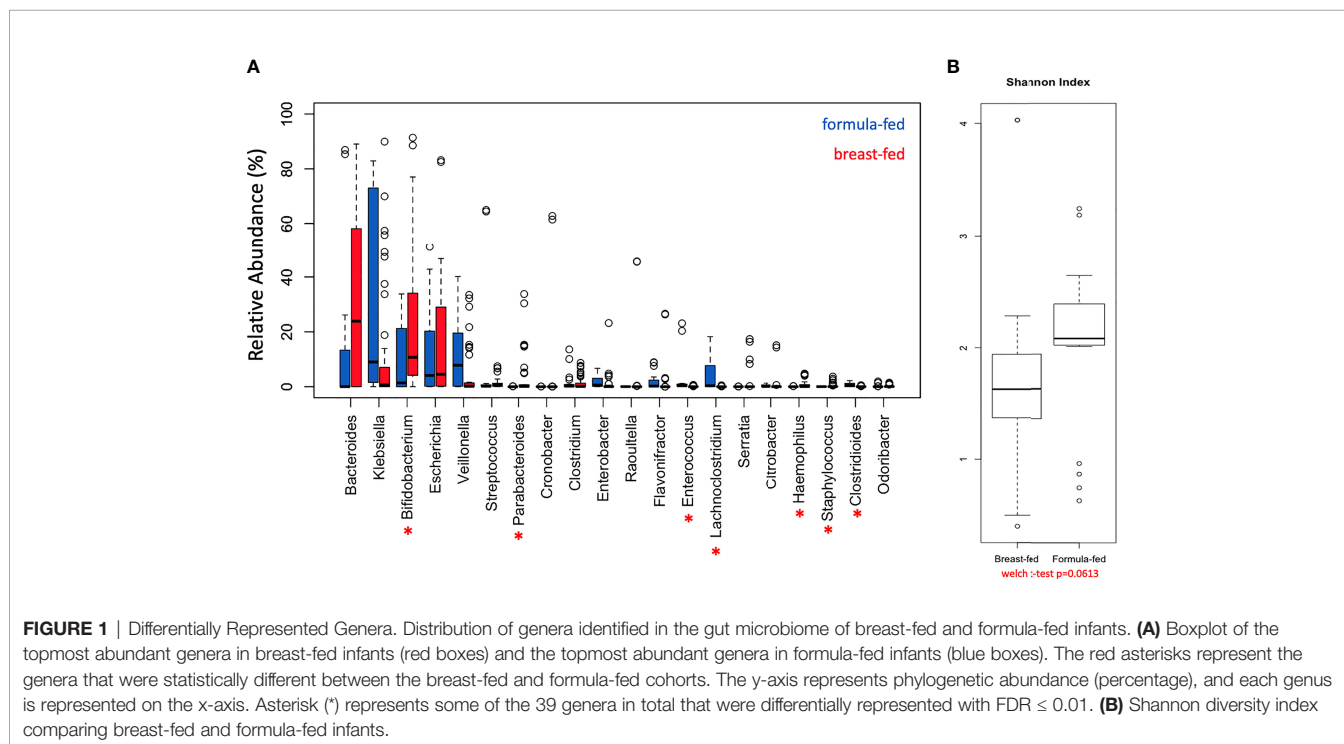 A
B
Shannon Index
formula-fed
breast-fed
Relative Abundance (%)
100
80
60
40
20
0
4
3
2
1
Bacteroides
Klebsiella
Bifidobacterium
Escherichia
Veillonella
Streptococcus
Parabacteroides
Cronobacter
Clostridium
Enterobacter
Raoultella
Flavonifractor
Enterococcus
Lachnoclostridium
Serratia
Citrobacter
Haemophilus
Staphylococcus
Clostridioides
Odoribacter
* * * * * * *
Breast-fed Formula-fed
welch :-test p=0.0613
FIGURE 1 | Differentially Represented Genera. Distribution of genera identified in the gut microbiome of breast-fed and formula-fed infants. (A) Boxplot of the
topmost abundant genera in breast-fed infants (red boxes) and the topmost abundant genera in formula-fed infants (blue boxes). The red asterisks represent the
genera that were statistically different between the breast-fed and formula-fed cohorts. The y-axis represents phylogenetic abundance (percentage), and each genus
is represented on the x-axis. Asterisk (*) represents some of the 39 genera in total that were differentially represented with FDR ≤ 0.01. (B) Shannon diversity index
comparing breast-fed and formula-fed infants.